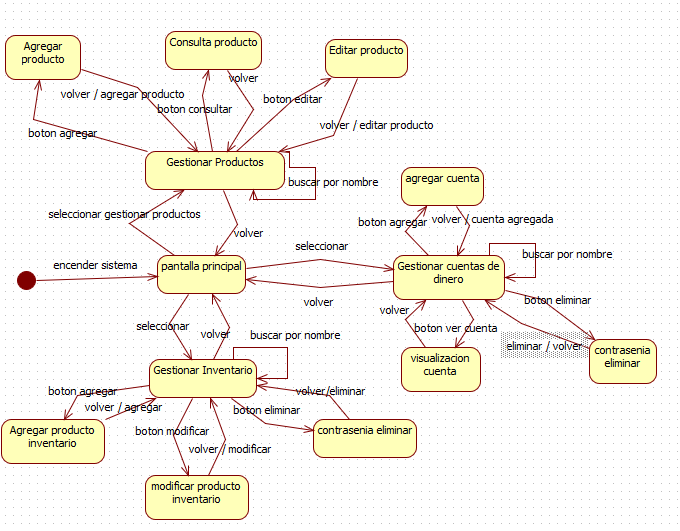 Agregar
producto
Consulta producto
Editar producto
volver
volver / agregar producto
boton consultar
boton editar
boton agregar
volver / editar producto
Gestionar Productos
buscar por nombre
agregar cuenta
seleccionar gestionar productos
volver
boton agregar
volver / cuenta agregada
seleccionar
buscar por nombre
encender sistema
pantalla principal
Gestionar cuentas de
dinero
volver
boton eliminar
volver
seleccionar
volver
boton ver cuenta
buscar por nombre
eliminar / volver
visualizacion
cuenta
contrasenia
eliminar
Gestionar Inventario
boton agregar
volver/eliminar
volver / agregar
boton eliminar
Agregar producto
inventario
boton modificar
contrasenia eliminar
volver / modificar
modificar producto
inventario